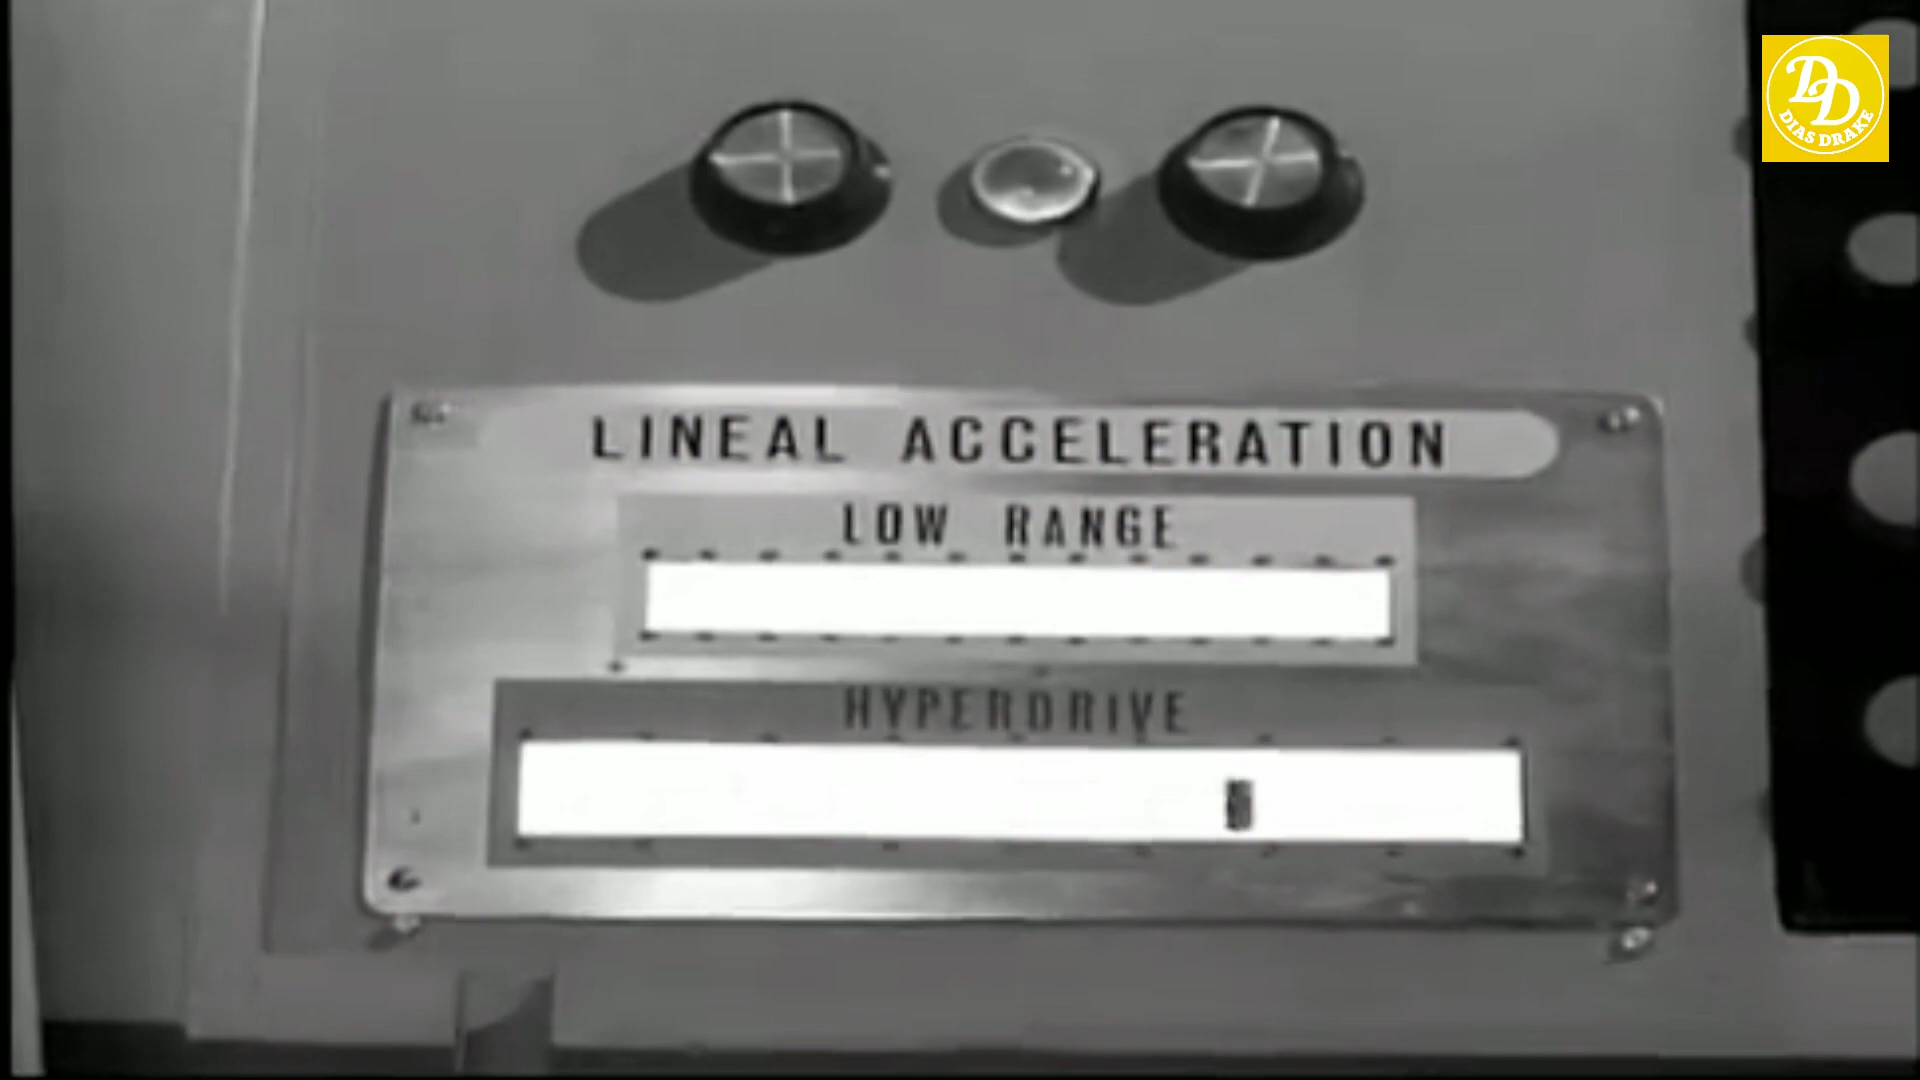 DD
DIAS DRAKE
LINEAL ACCELERATION
LOW RANGE
HYPERDRIVE